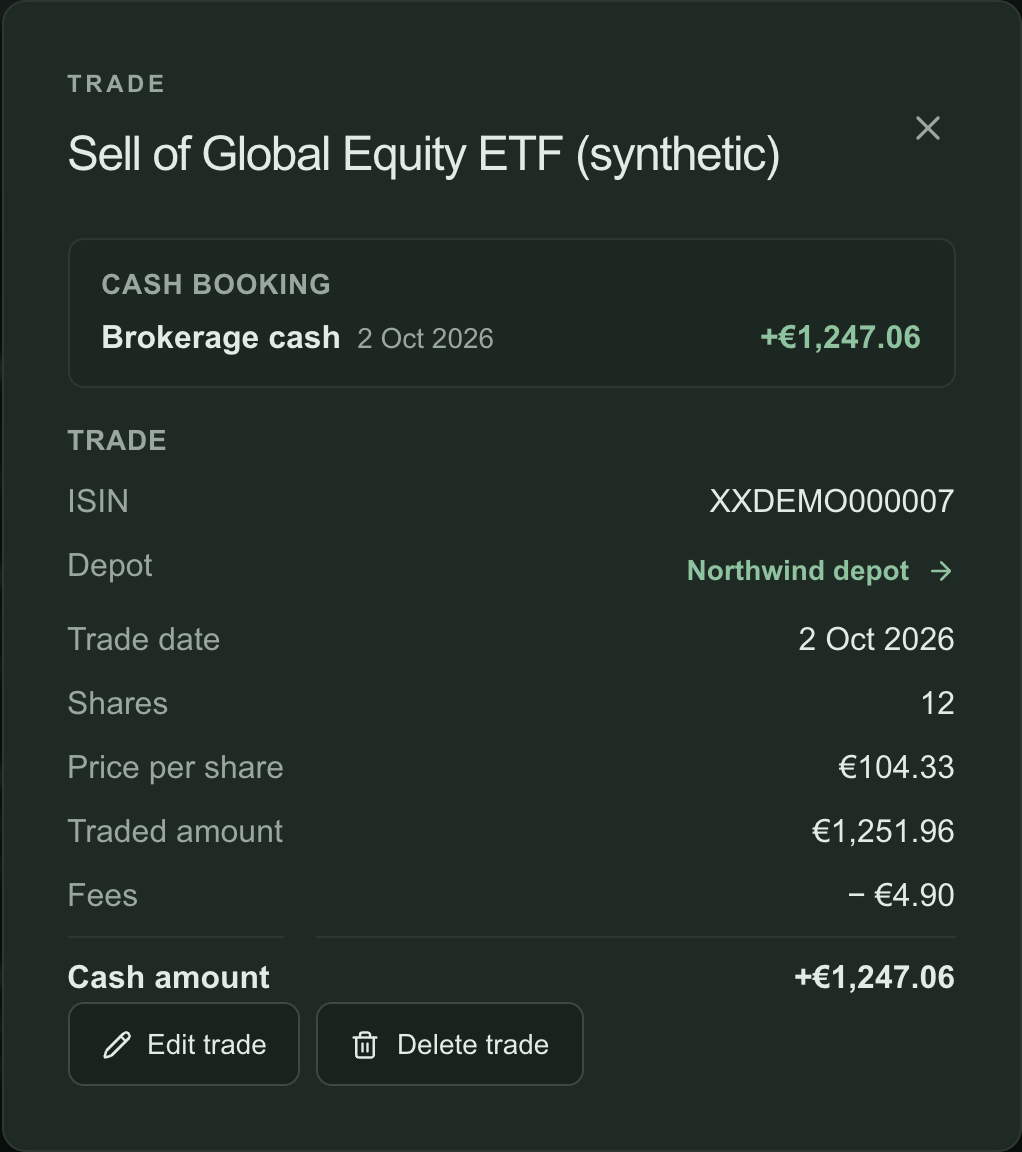 TRADE
Sell of Global Equity ETF (synthetic)
CASH BOOKING
Brokerage cash 2 Oct 2026 +€1,247.06
TRADE
ISIN XXDEMO000007
Depot Northwind depot →
Trade date 2 Oct 2026
Shares 12
Price per share €104.33
Traded amount €1,251.96
Fees − €4.90
Cash amount +€1,247.06
Edit trade Delete trade